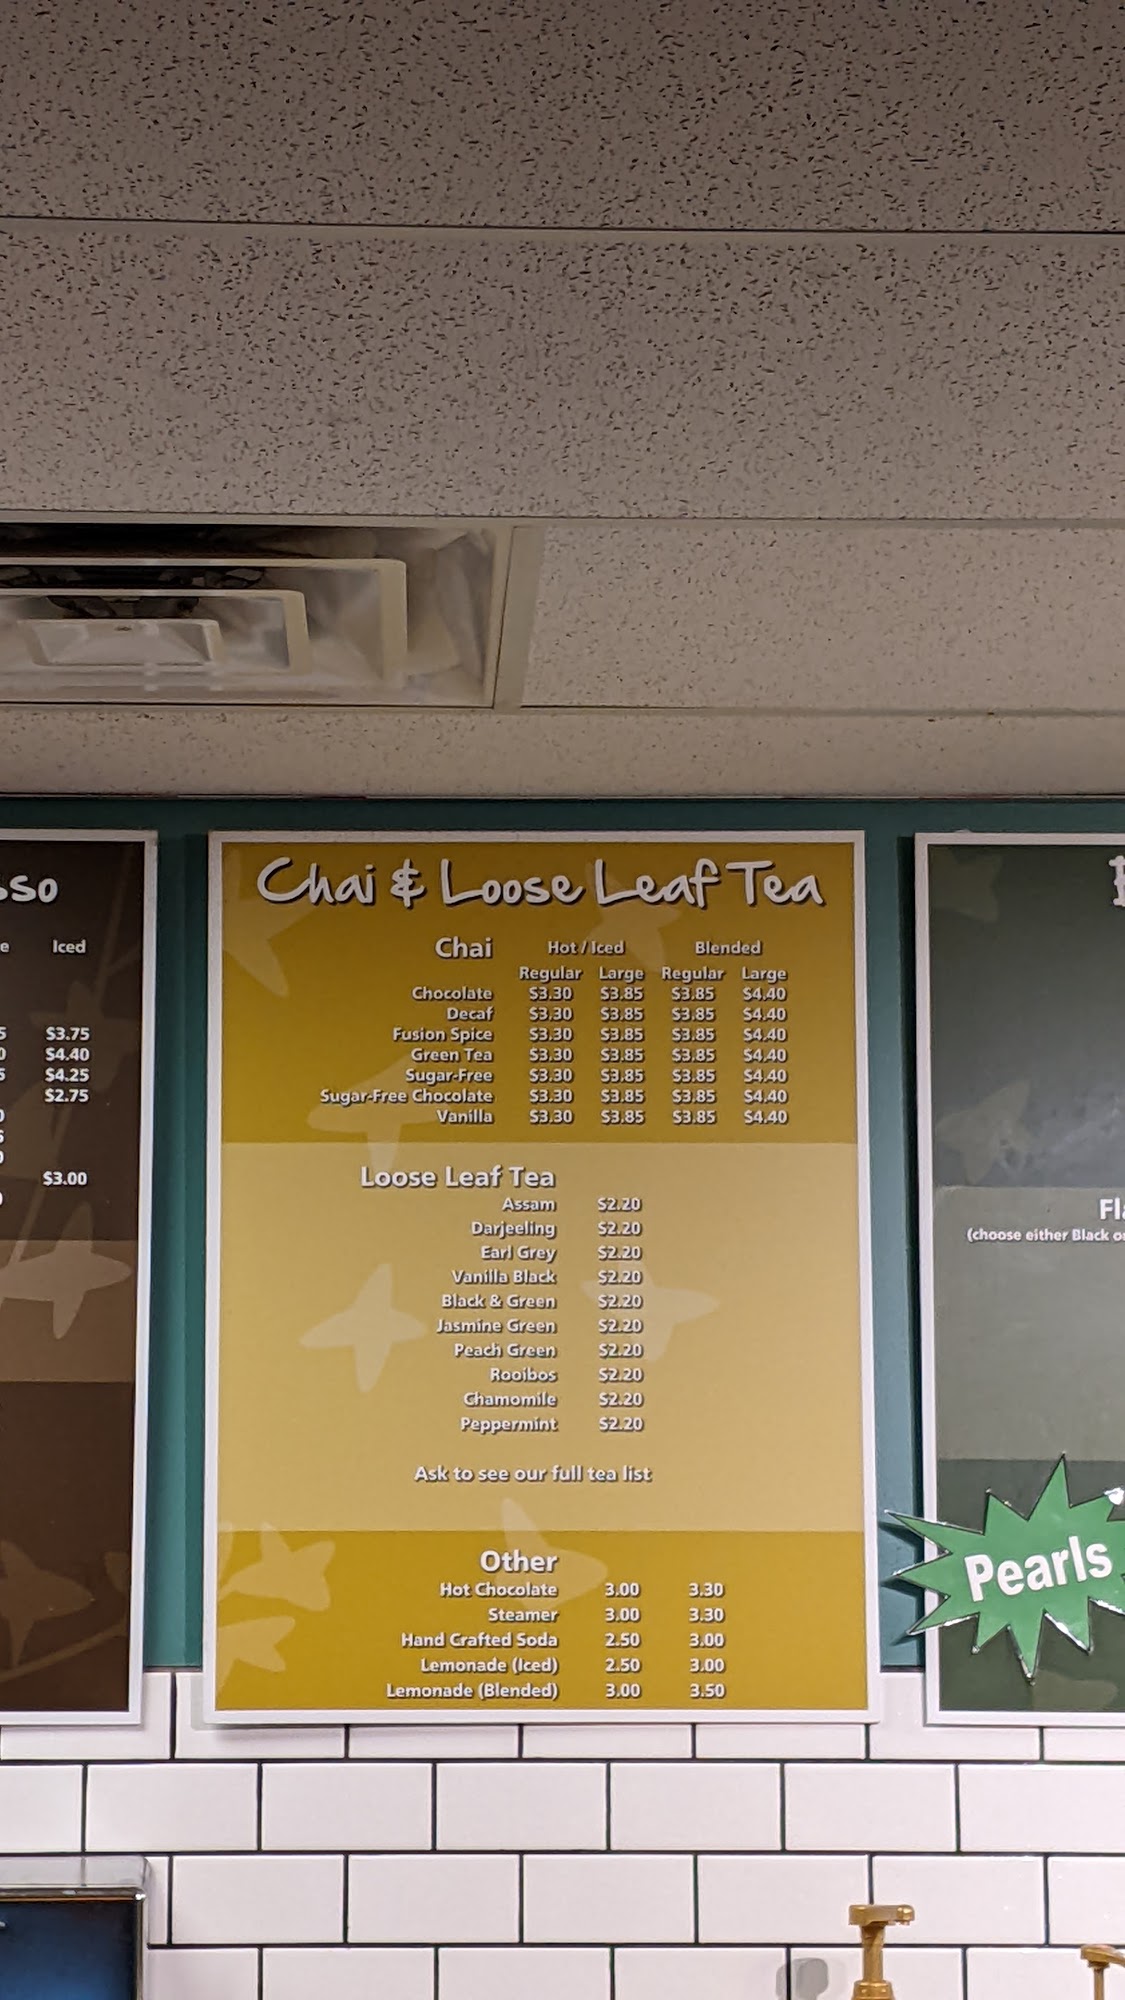 sso
Iced
$3.75
$4.40
$4.25
$2.75
$3.00
Chai & Loose Leaf Tea
Chai Hot / Iced Blended
Regular Large Regular Large
Chocolate $3.30 $3.85 $3.85 $4.40
Decaf $3.30 $3.85 $3.85 $4.40
Fusion Spice $3.30 $3.85 $3.85 $4.40
Green Tea $3.30 $3.85 $3.85 $4.40
Sugar-Free $3.30 $3.85 $3.85 $4.40
Sugar-Free Chocolate $3.30 $3.85 $3.85 $4.40
Vanilla $3.30 $3.85 $3.85 $4.40
Loose Leaf Tea
Assam $2.20
Darjeeling $2.20
Earl Grey $2.20
Vanilla Black $2.20
Black & Green $2.20
Jasmine Green $2.20
Peach Green $2.20
Rooibos $2.20
Chamomile $2.20
Peppermint $2.20
Ask to see our full tea list
Other
Hot Chocolate 3.00 3.30
Steamer 3.00 3.30
Hand Crafted Soda 2.50 3.00
Lemonade (Iced) 2.50 3.00
Lemonade (Blended) 3.00 3.50
Fl
(choose either Black o
Pearls